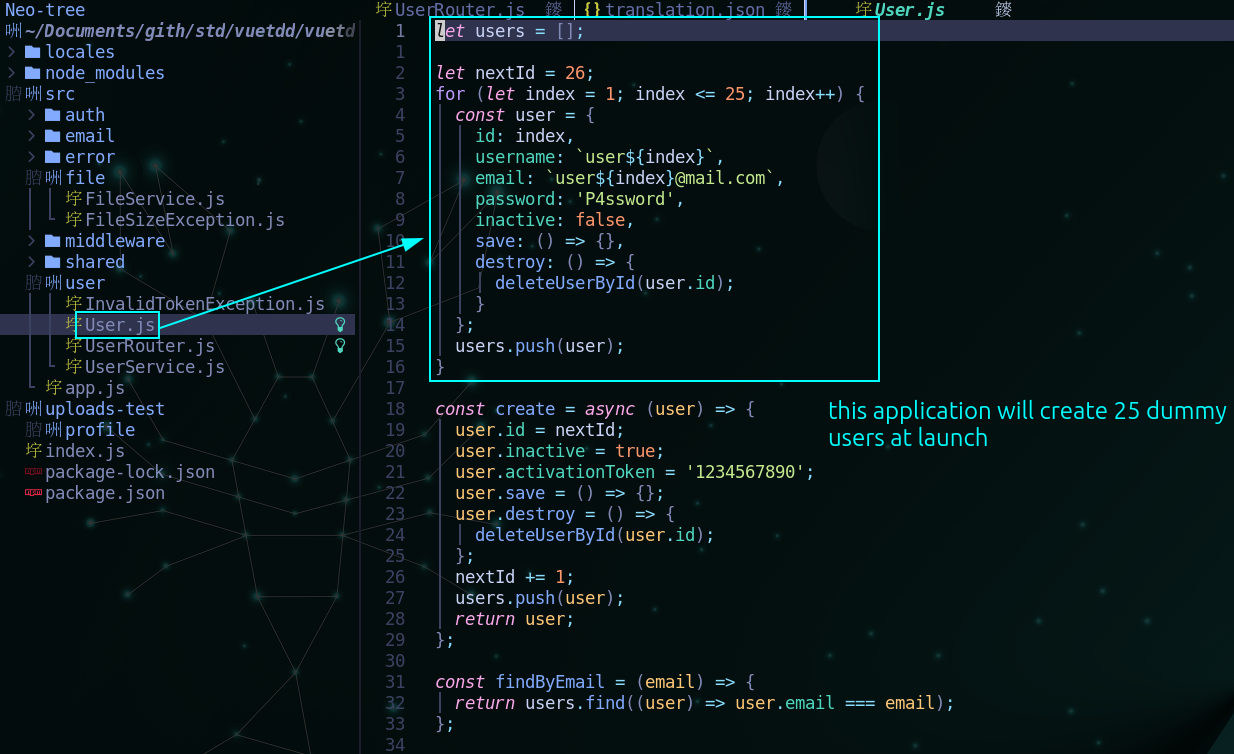 Neo-tree
~/Documents/gith/std/vuetdd/vuetd
locales
node_modules
src
auth
email
error
file
FileService.js
FileSizeException.js
middleware
shared
user
InvalidTokenException.js
User.js
UserRouter.js
UserService.js
app.js
uploads-test
profile
index.js
package-lock.json
package.json
UserRouter.js {} translation.json User.js
1 let users = [];
1
2 let nextId = 26;
3 for (let index = 1; index <= 25; index++) {
4 const user = {
5 id: index,
6 username: `user${index}`,
7 email: `user${index}@mail.com`,
8 password: 'P4ssword',
9 inactive: false,
10 save: () => {},
11 destroy: () => {
12 deleteUserById(user.id);
13 }
14 };
15 users.push(user);
16 }
17
18 const create = async (user) => {
19 user.id = nextId;
20 user.inactive = true;
21 user.activationToken = '1234567890';
22 user.save = () => {};
23 user.destroy = () => {
24 deleteUserById(user.id);
25 };
26 nextId += 1;
27 users.push(user);
28 return user;
29 };
30
31 const findByEmail = (email) => {
32 return users.find((user) => user.email === email);
33 };
34
this application will create 25 dummy
users at launch